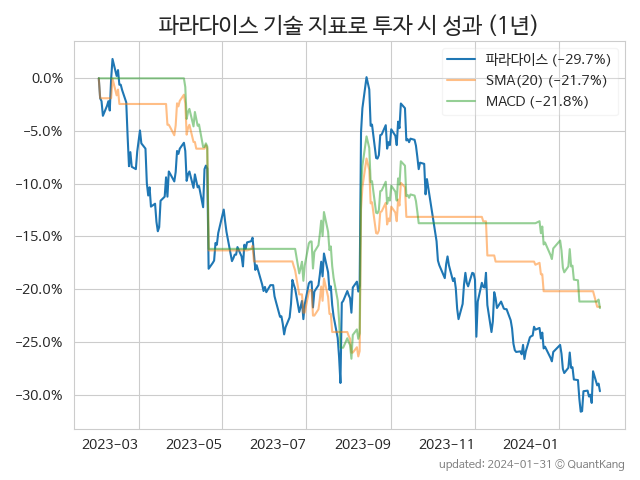 파라다이스 기술 지표로 투자 시 성과 (1년)
파라다이스 (−29.7%)
SMA(20) (−21.7%)
MACD (−21.8%)
0.0%
−5.0%
−10.0%
−15.0%
−20.0%
−25.0%
−30.0%
2023-03 2023-05 2023-07 2023-09 2023-11 2024-01
updated: 2024-01-31 © QuantKang